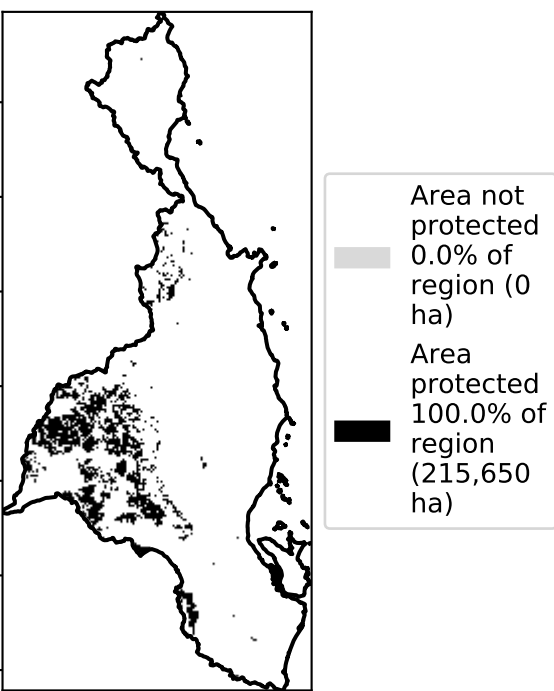 Area not
protected
0.0% of
region (0
ha)
Area
protected
100.0% of
region
(215,650
ha)